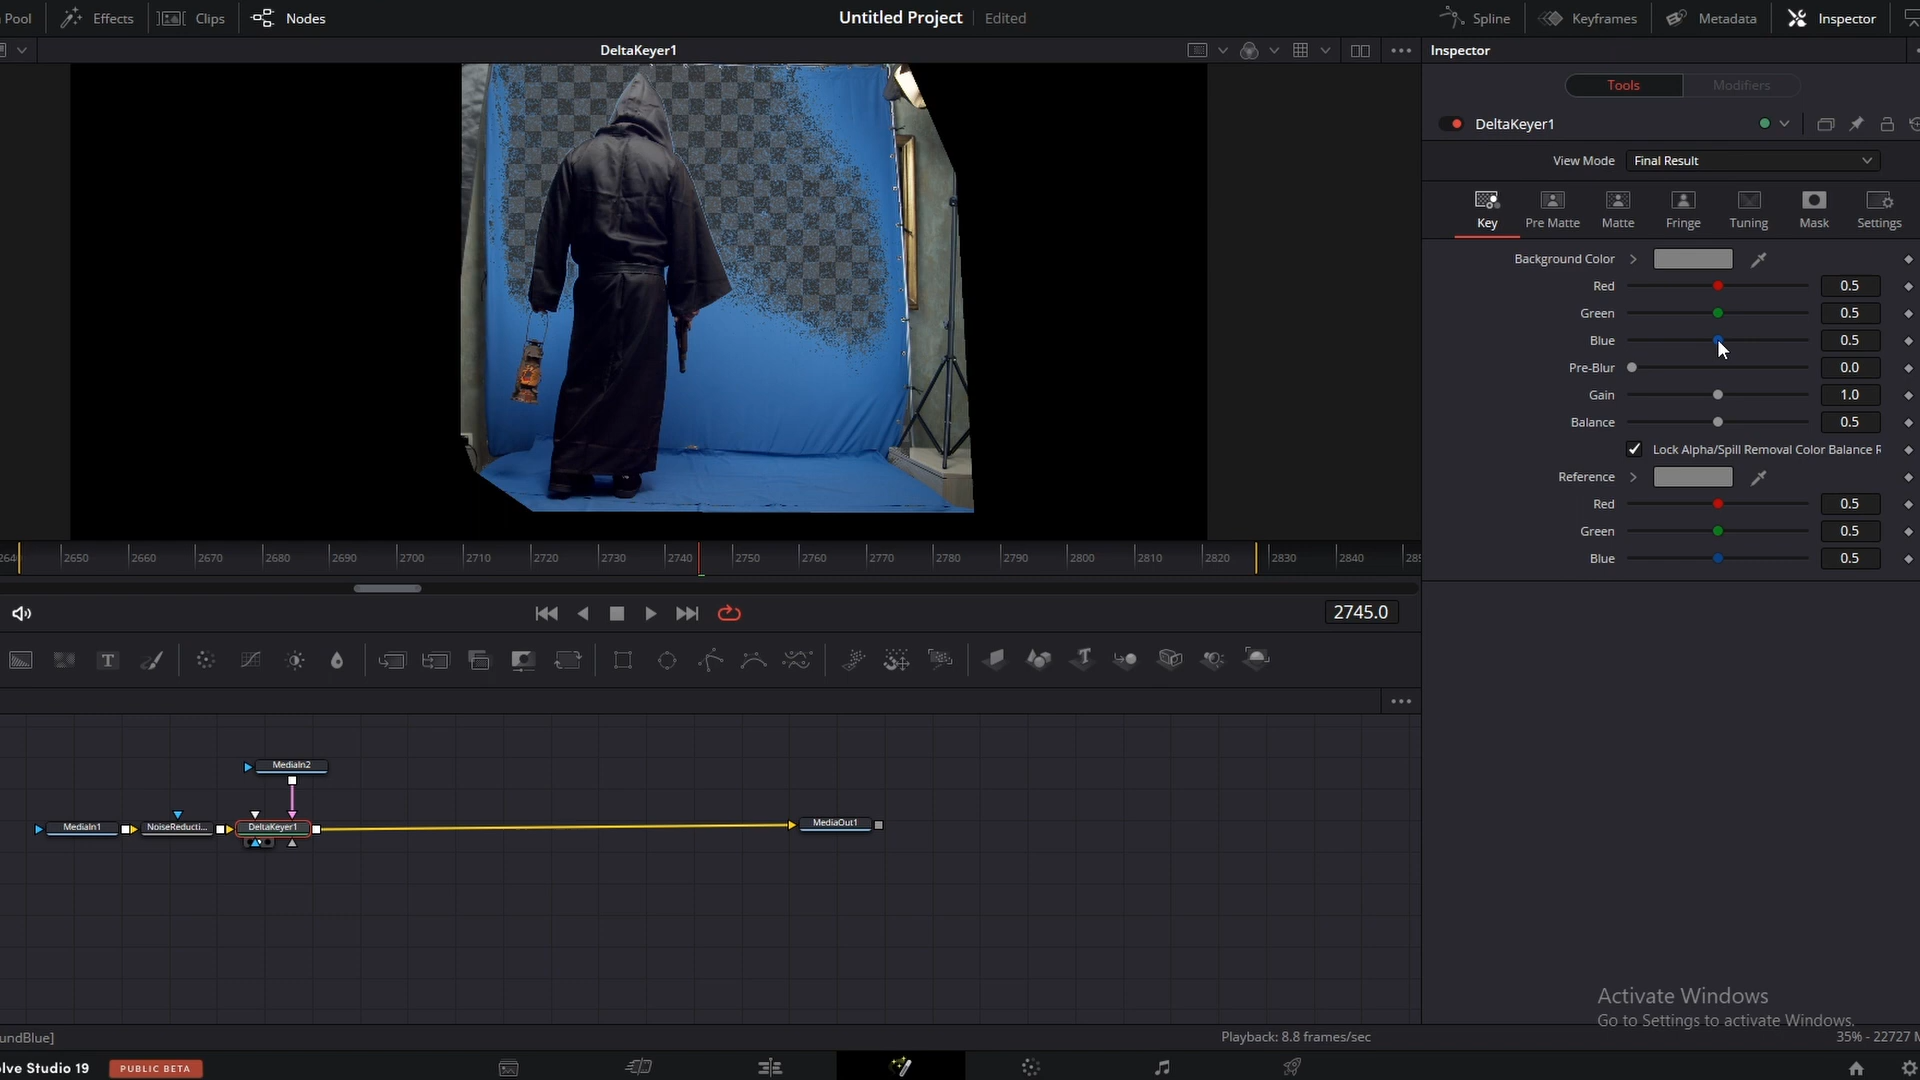 Pool
Effects
Clips
Nodes
Untitled Project
Edited
Spline
Keyframes
Metadata
Inspector
DeltaKeyer1
Inspector
Tools
Modifiers
DeltaKeyer1
View Mode
Final Result
Key
Pre Matte
Matte
Fringe
Tuning
Mask
Settings
Background Color
Red
0.5
Green
0.5
Blue
0.5
Pre-Blur
0.0
Gain
1.0
Balance
0.5
Lock Alpha/Spill Removal Color Balance R
Reference
Red
0.5
Green
0.5
Blue
0.5
264
2650
2660
2670
2680
2690
2700
2710
2720
2730
2740
2750
2760
2770
2780
2790
2800
2810
2820
2830
2840
285
2745.0
T
MediaIn2
MediaIn1
NoiseReducti...
DeltaKeyer1
MediaOut1
Activate Windows
Go to Settings to activate Windows.
undBlue]
Playback: 8.8 frames/sec
35% - 22727 M
lve Studio 19
PUBLIC BETA